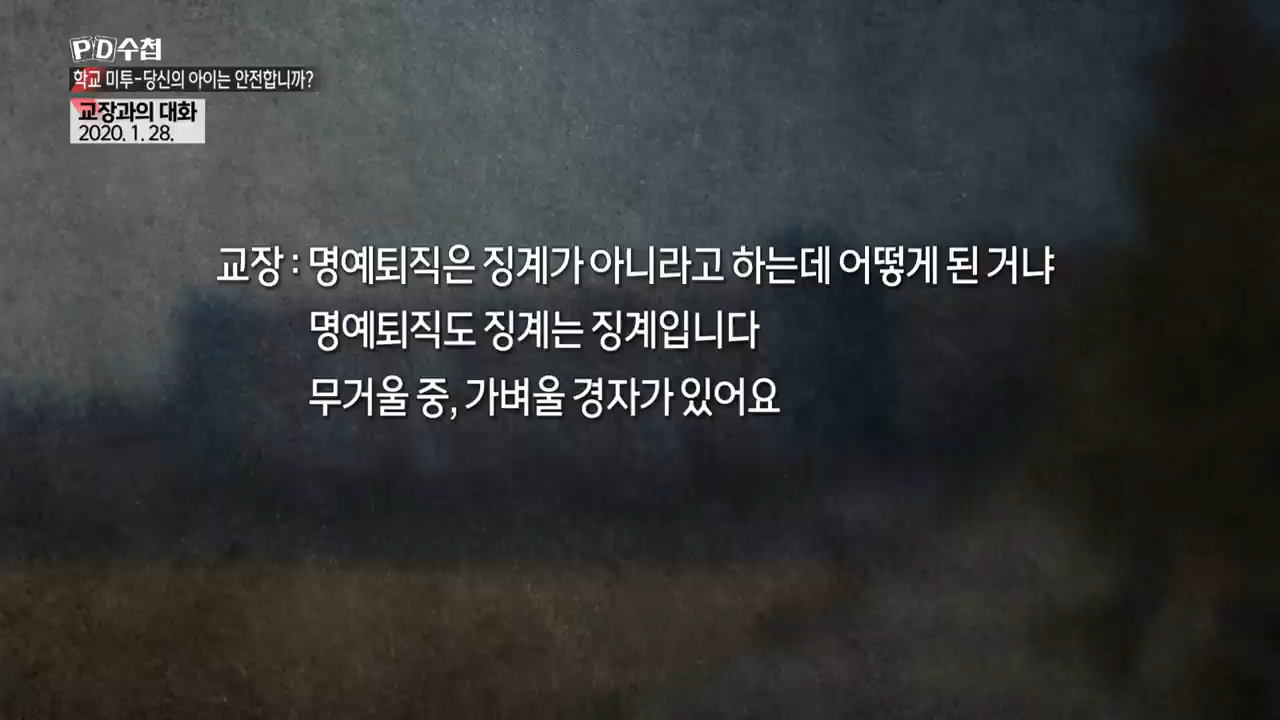 PD수첩
학교 미투-당신의 아이는 안전합니까?
교장과의 대화
2020. 1. 28.
교장 : 명예퇴직은 징계가 아니라고 하는데 어떻게 된 거냐
명예퇴직도 징계는 징계입니다
무거울 중, 가벼울 경자가 있어요